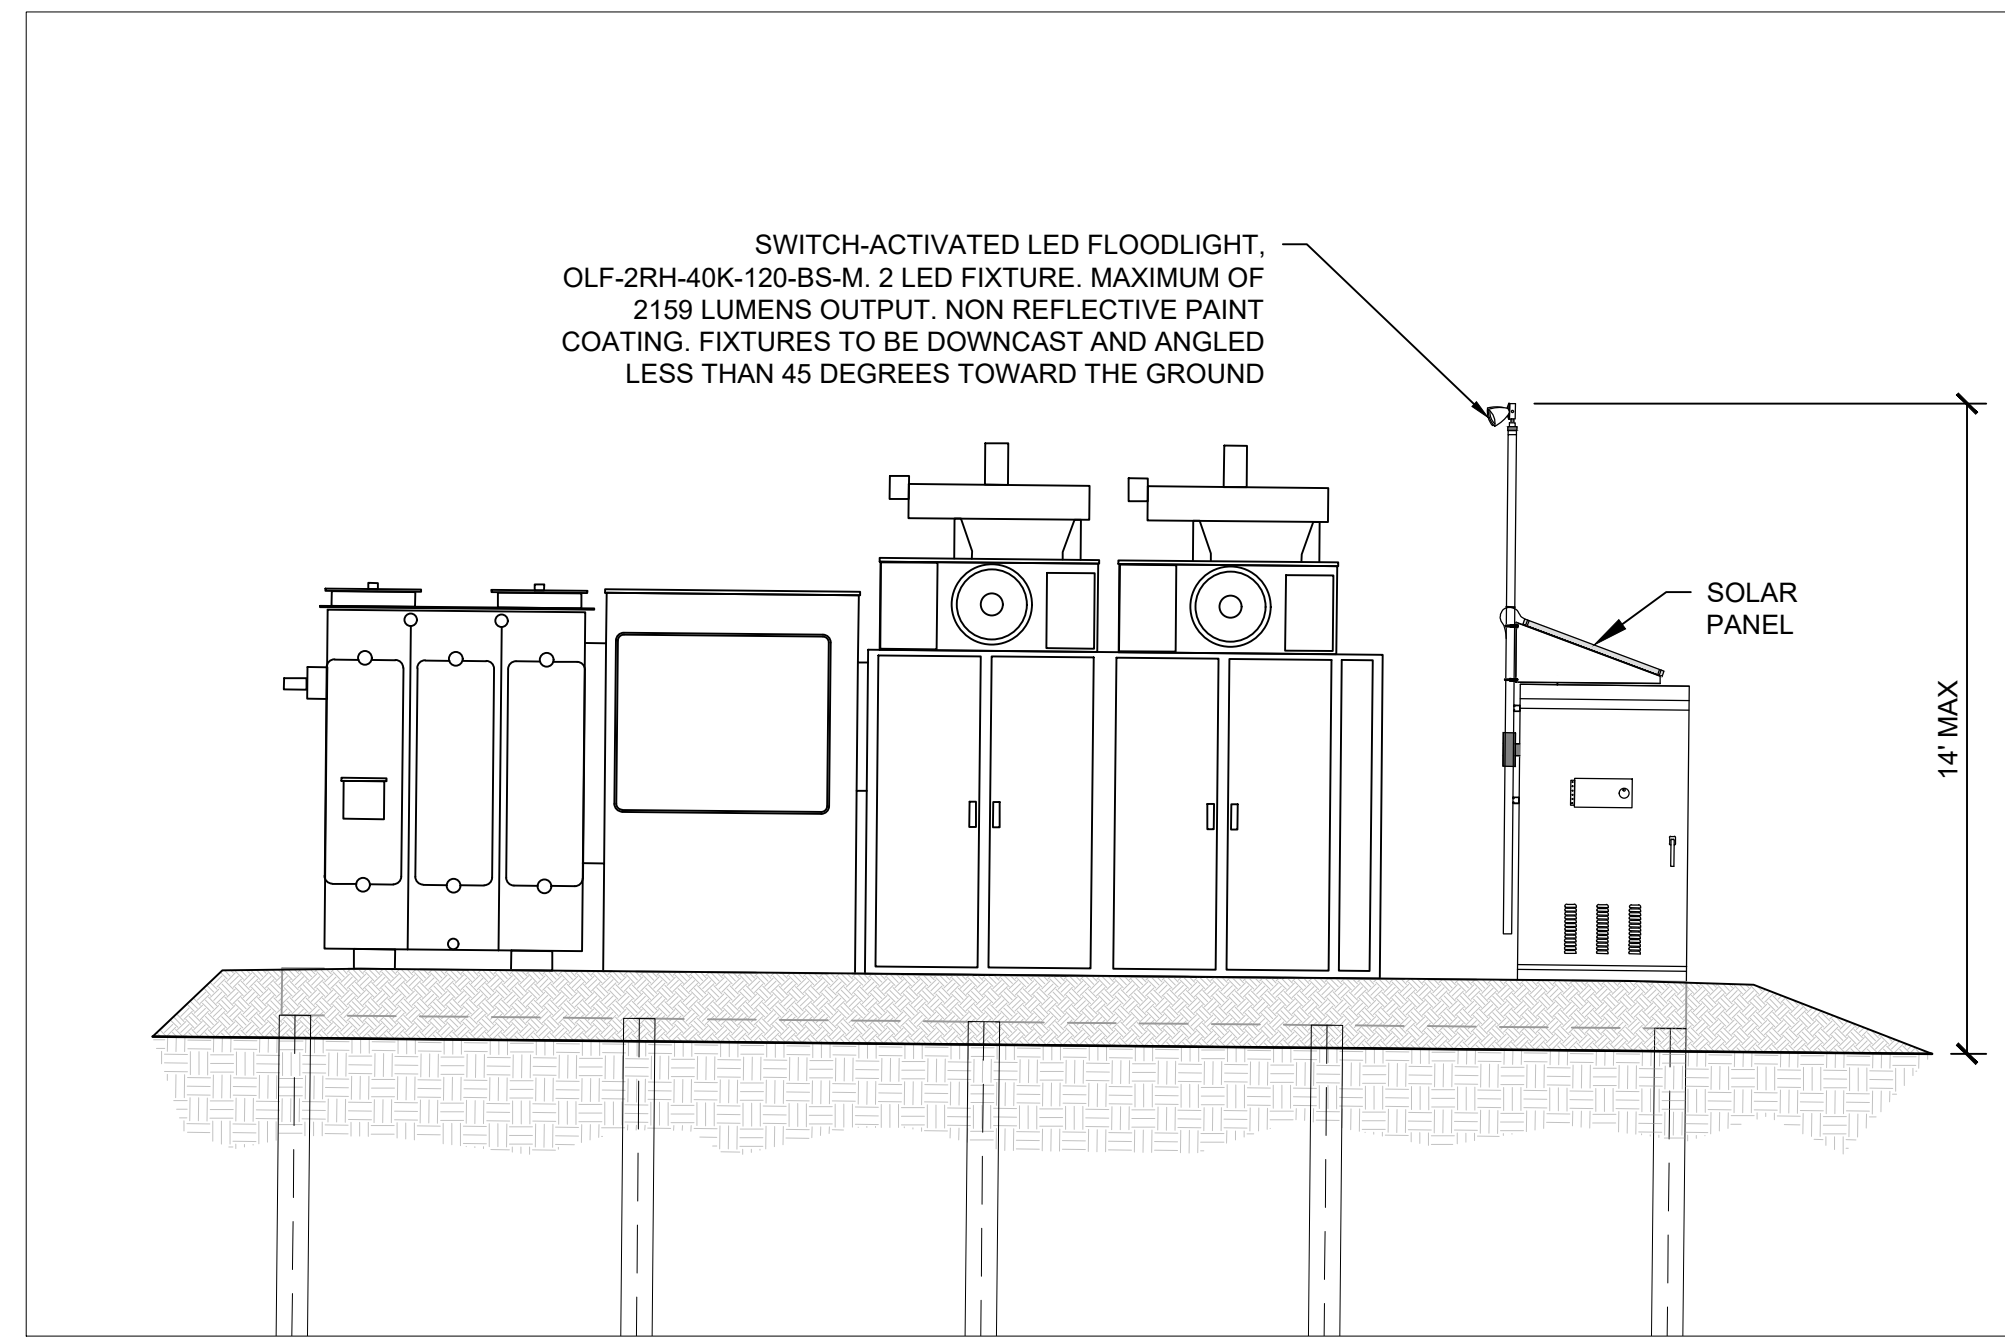 SWITCH-ACTIVATED LED FLOODLIGHT,
OLF-2RH-40K-120-BS-M. 2 LED FIXTURE. MAXIMUM OF
2159 LUMENS OUTPUT. NON REFLECTIVE PAINT
COATING. FIXTURES TO BE DOWNCAST AND ANGLED
LESS THAN 45 DEGREES TOWARD THE GROUND
SOLAR
PANEL
14' MAX